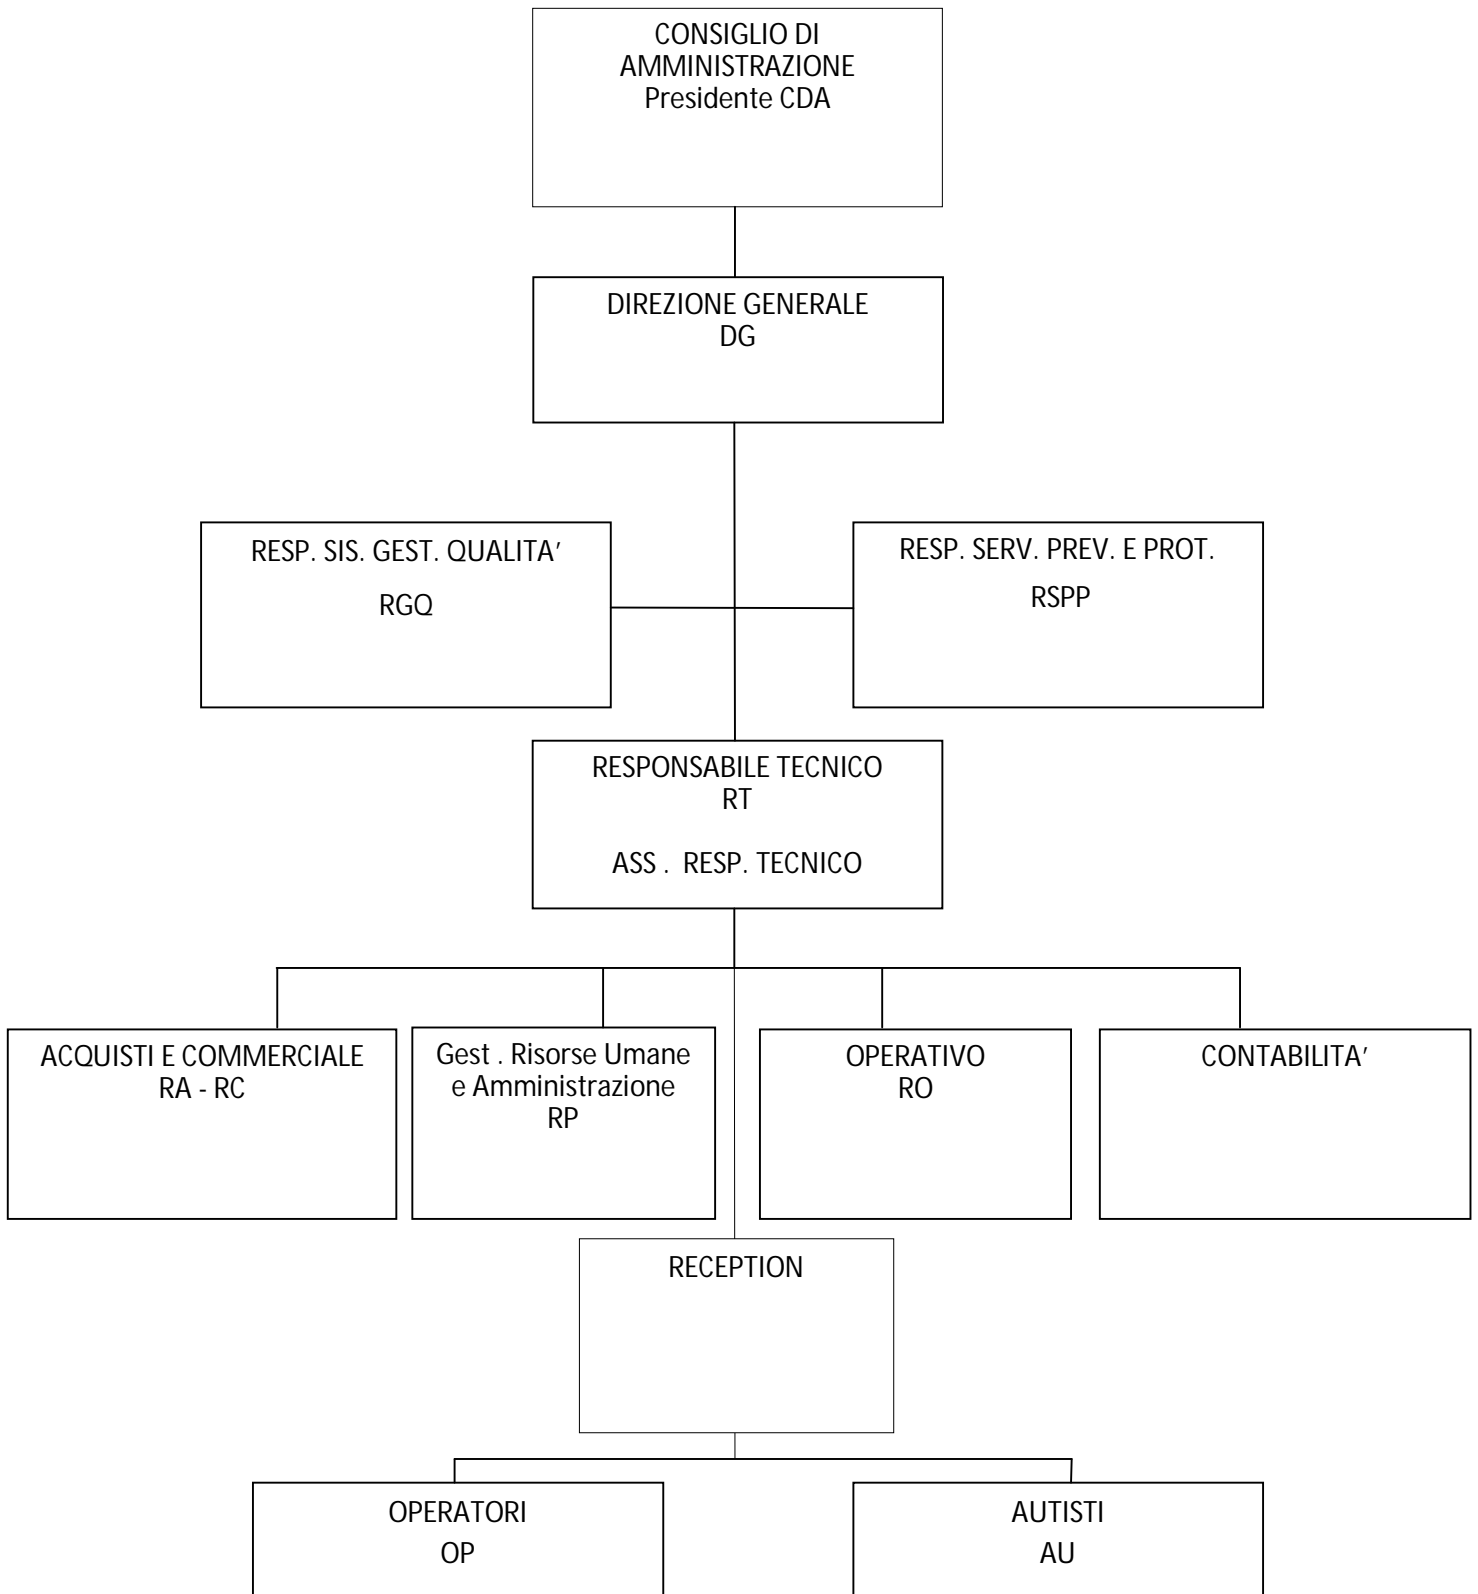 CONSIGLIO DI
AMMINISTRAZIONE
Presidente CDA
DIREZIONE GENERALE
DG
RESP. SIS. GEST. QUALITA'
RGQ
RESP. SERV. PREV. E PROT.
RSPP
RESPONSABILE TECNICO
RT
ASS . RESP. TECNICO
ACQUISTI E COMMERCIALE
RA - RC
Gest . Risorse Umane
e Amministrazione
RP
OPERATIVO
RO
CONTABILITA'
RECEPTION
OPERATORI
OP
AUTISTI
AU